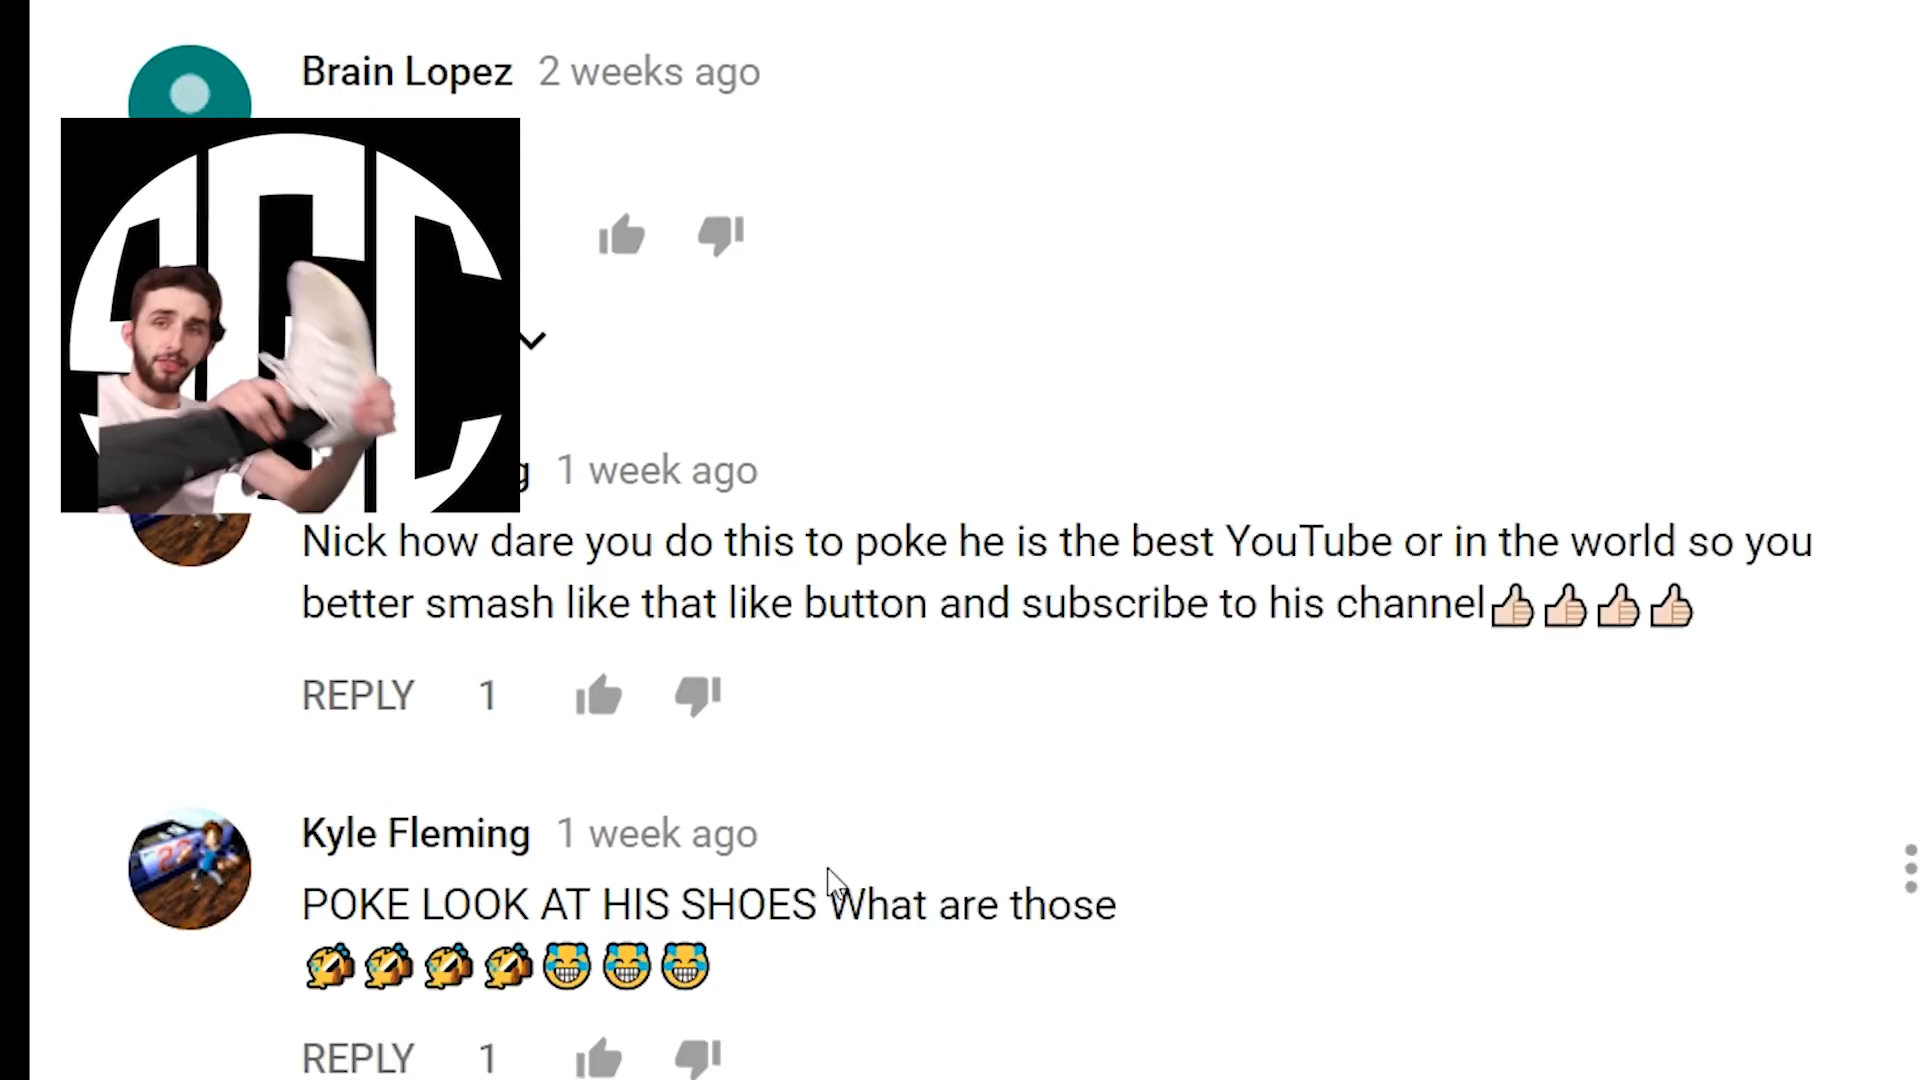 Brain Lopez 2 weeks ago
SGC
1 week ago
Nick how dare you do this to poke he is the best YouTube or in the world so you
better smash like that like button and subscribe to his channel👍🏻👍🏻👍🏻👍🏻
REPLY 1
Kyle Fleming 1 week ago
POKE LOOK AT HIS SHOES What are those
🤣🤣🤣🤣😂😂😂
REPLY 1